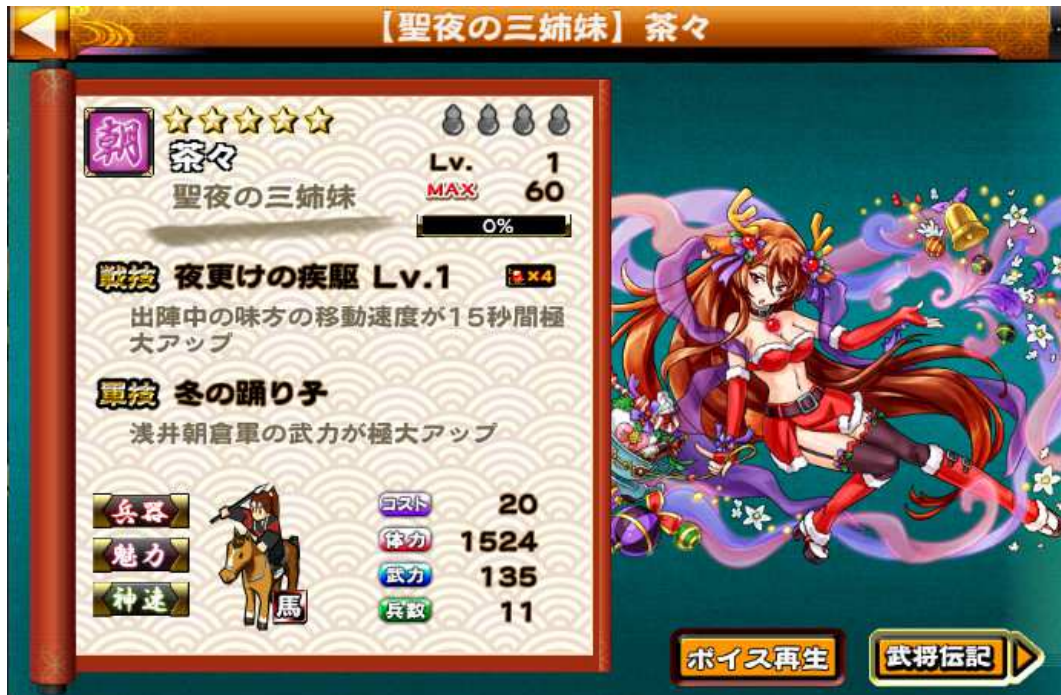 【聖夜の三姉妹】茶々
朝
茶々
聖夜の三姉妹
Lv. 1
MAX 60
0%
戦技 夜更けの疾駆 Lv.1 ×4
出陣中の味方の移動速度が15秒間極
大アップ
軍技 冬の踊り子
浅井朝倉軍の武力が極大アップ
兵器
魅力
神速
馬
コスト 20
体力 1524
武力 135
兵数 11
ボイス再生
武将伝記